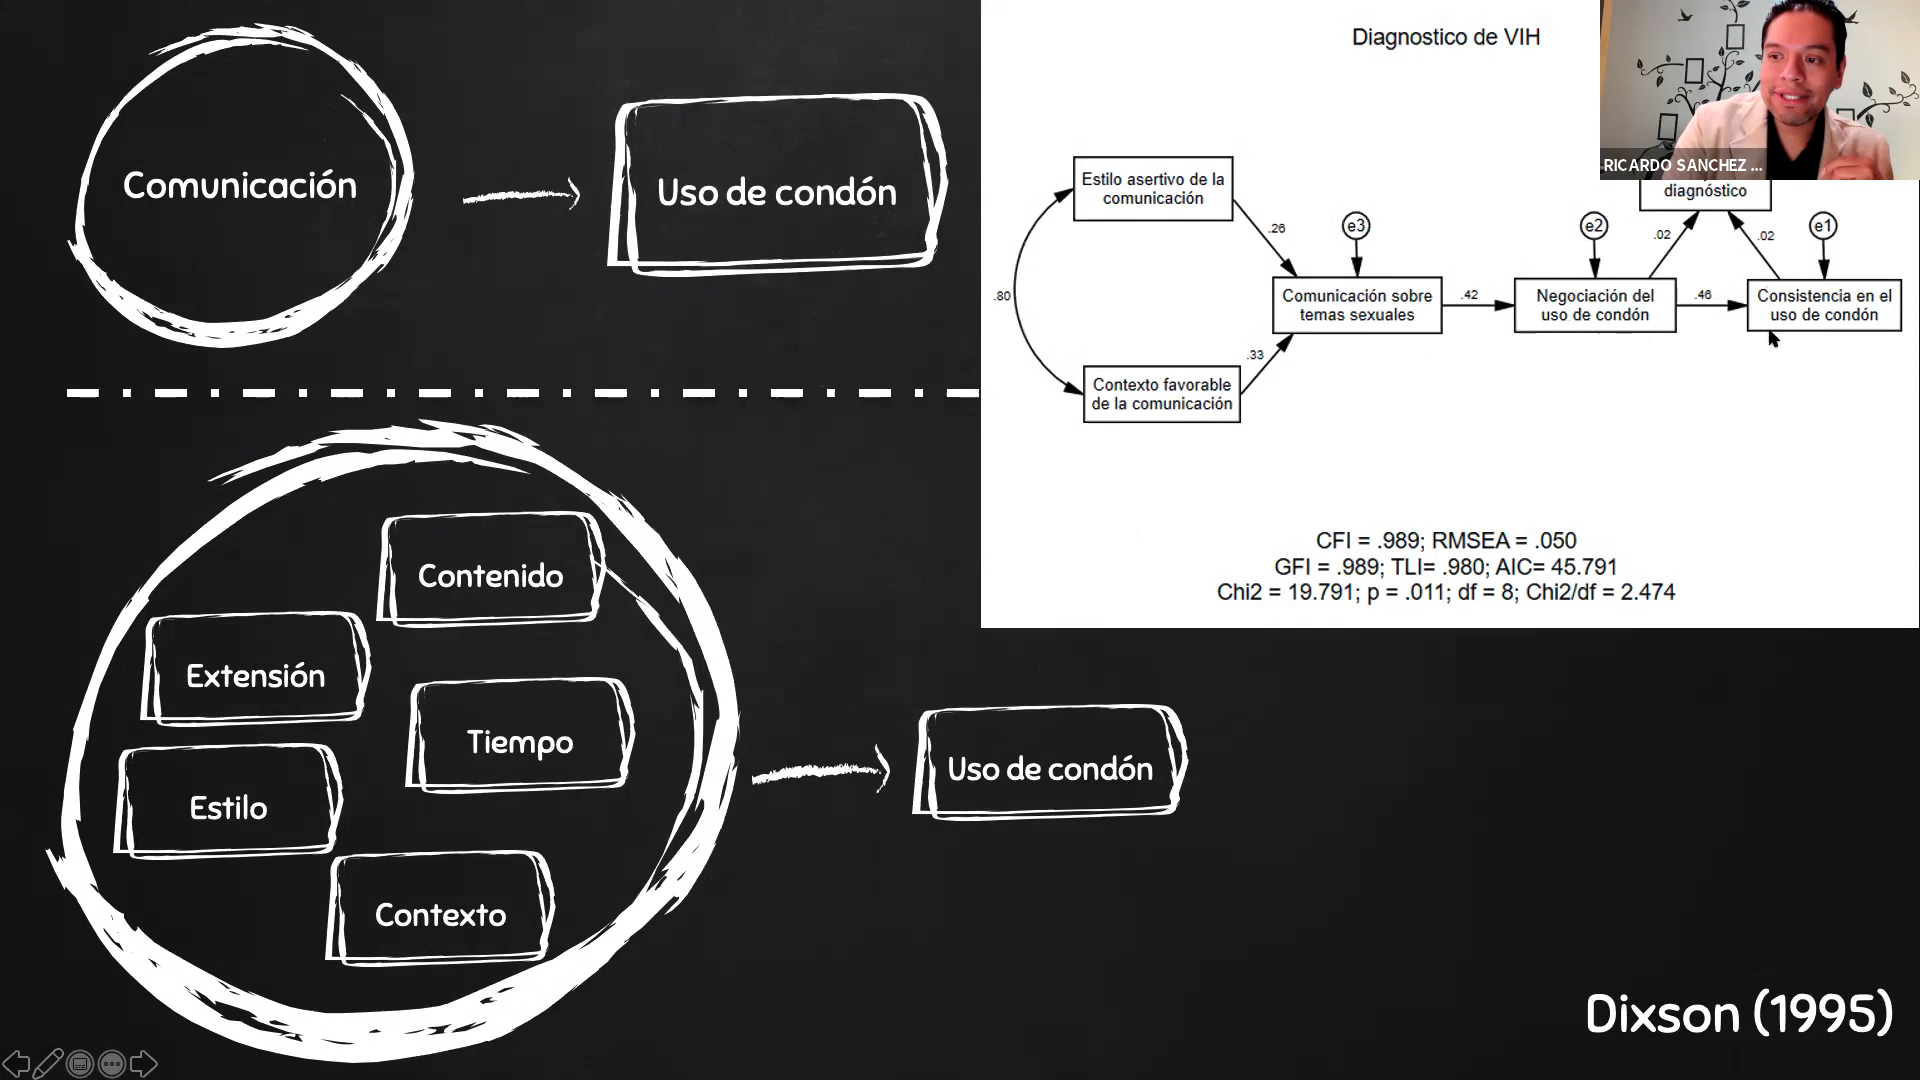 Comunicación
Uso de condón
Contenido
Extensión
Tiempo
Estilo
Contexto
Uso de condón
Dixson (1995)
Diagnostico de VIH
RICARDO SANCHEZ ...
diagnóstico
Estilo asertivo de la
comunicación
.26
e3
e2
.02
.02
e1
.80
Comunicación sobre
temas sexuales
.42
Negociación del
uso de condón
.46
Consistencia en el
uso de condón
.33
Contexto favorable
de la comunicación
CFI = .989; RMSEA = .050
GFI = .989; TLI= .980; AIC= 45.791
Chi2 = 19.791; p = .011; df = 8; Chi2/df = 2.474